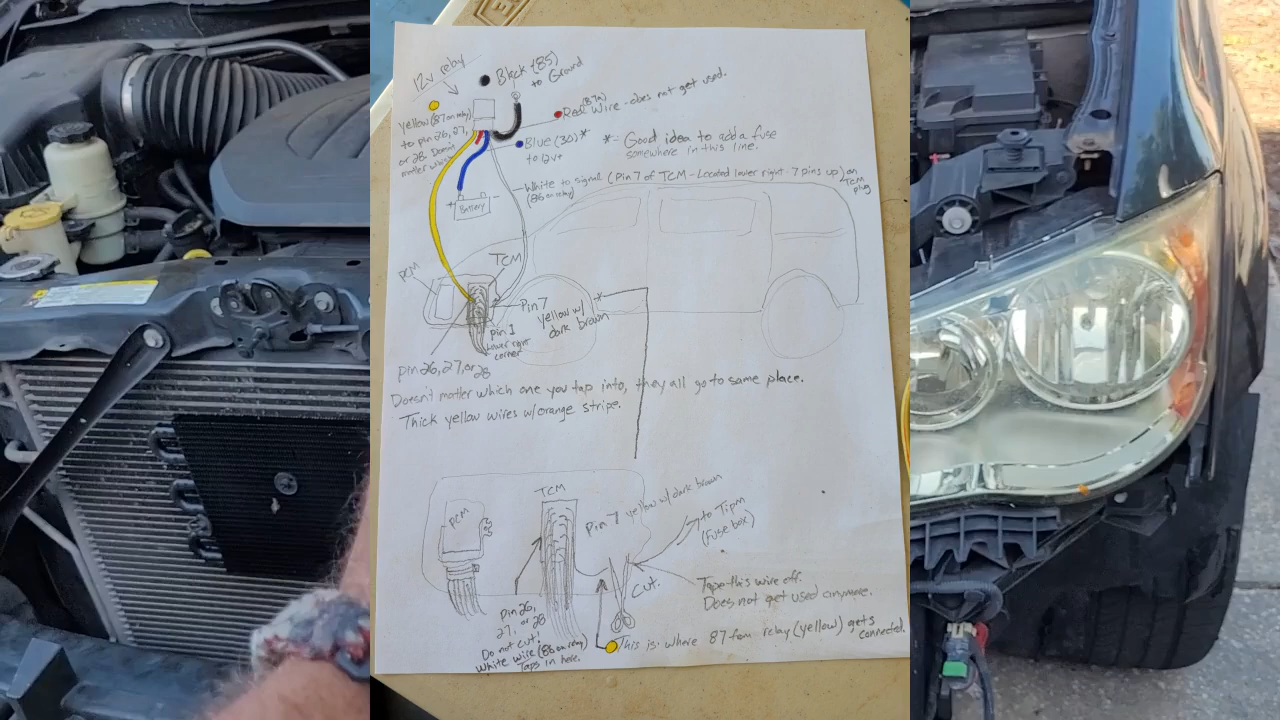 12v relay
Black (85)
to Ground
Red Wire - does not get used.
(87a)
yellow (87 on relay)
to pin 26, 27,
or 28. Doesn't
matter which
Blue (30)*
to 12v+
*= Good idea to add a fuse
somewhere in this line.
White to signal (Pin 7 of TCM - Located lower right. 7 pins up) on
TCM
plug
(86 on relay)
+ Battery -
PCM
TCM
Pin 7
yellow w/
dark brown
*
pin 1
Lower right
corner
pin 26, 27, or 28
Doesn't matter which one you tap into, they all go to same place.
Thick yellow wires w/orange stripe.
TCM
PCM
Pin 7 yellow w/ dark brown
to Tipm
(Fuse box)
Cut.
Tape this wire off.
Does not get used anymore.
pin 26,
27, or 28
Do not cut.
White wire (86 on relay)
Taps in here.
This is where 87 from relay (yellow) gets
connected.